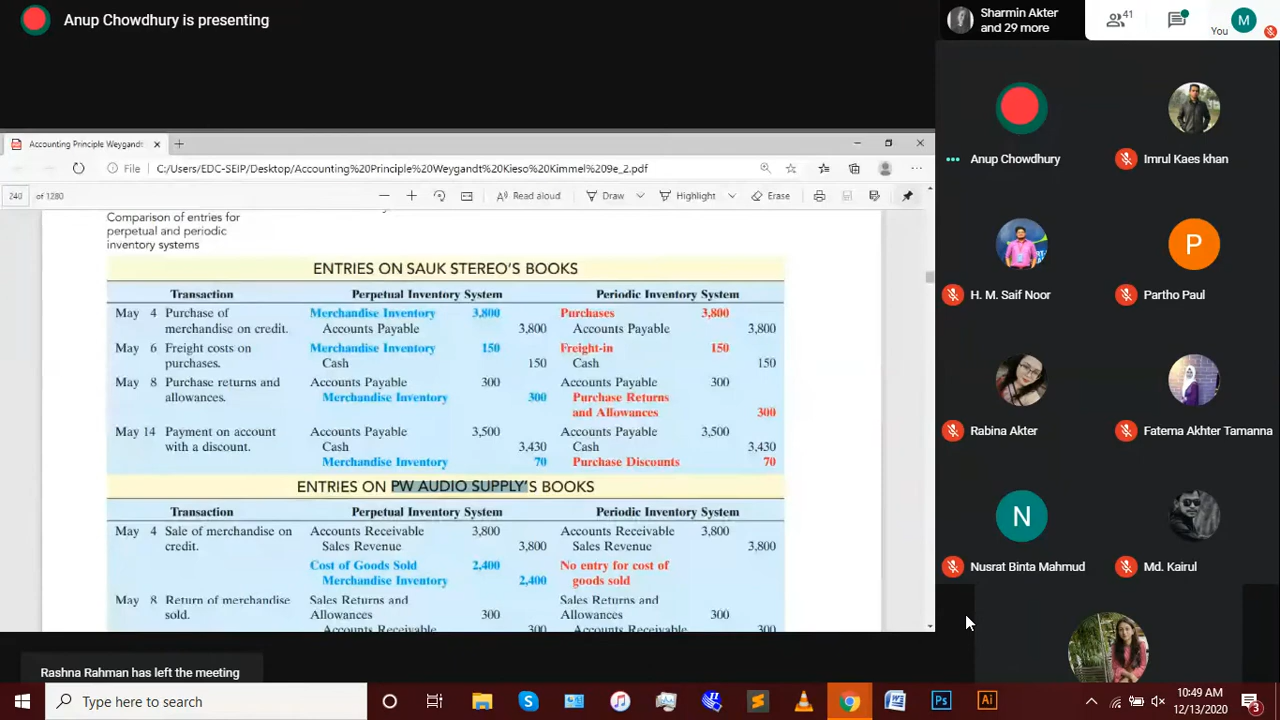 Anup Chowdhury is presenting
Sharmin Akter
and 29 more
41
You
M
Accounting Principle Weygandt
File
C:/Users/EDC-SEIP/Desktop/Accounting%20Principle%20Weygandt%20Kieso%20Kimmel%209e_2.pdf
240 of 1280
Read aloud
Draw
Highlight
Erase
Comparison of entries for
perpetual and periodic
inventory systems
ENTRIES ON SAUK STEREO'S BOOKS
Transaction Perpetual Inventory System Periodic Inventory System
May 4 Purchase of Merchandise Inventory 3,800 Purchases 3,800
merchandise on credit. Accounts Payable 3,800 Accounts Payable 3,800
May 6 Freight costs on Merchandise Inventory 150 Freight-in 150
purchases. Cash 150 Cash 150
May 8 Purchase returns and Accounts Payable 300 Accounts Payable 300
allowances. Merchandise Inventory 300 Purchase Returns
and Allowances 300
May 14 Payment on account Accounts Payable 3,500 Accounts Payable 3,500
with a discount. Cash 3,430 Cash 3,430
Merchandise Inventory 70 Purchase Discounts 70
ENTRIES ON PW AUDIO SUPPLY'S BOOKS
Transaction Perpetual Inventory System Periodic Inventory System
May 4 Sale of merchandise on Accounts Receivable 3,800 Accounts Receivable 3,800
credit. Sales Revenue 3,800 Sales Revenue 3,800
Cost of Goods Sold 2,400 No entry for cost of
Merchandise Inventory 2,400 goods sold
May 8 Return of merchandise Sales Returns and Sales Returns and
sold. Allowances 300 Allowances 300
Accounts Receivable 300 Accounts Receivable 300
Anup Chowdhury
Imrul Kaes khan
P
H. M. Saif Noor
Partho Paul
Rabina Akter
Fatema Akhter Tamanna
N
Nusrat Binta Mahmud
Md. Kairul
Rashna Rahman has left the meeting
Type here to search
Ps
Ai
10:49 AM
12/13/2020
3